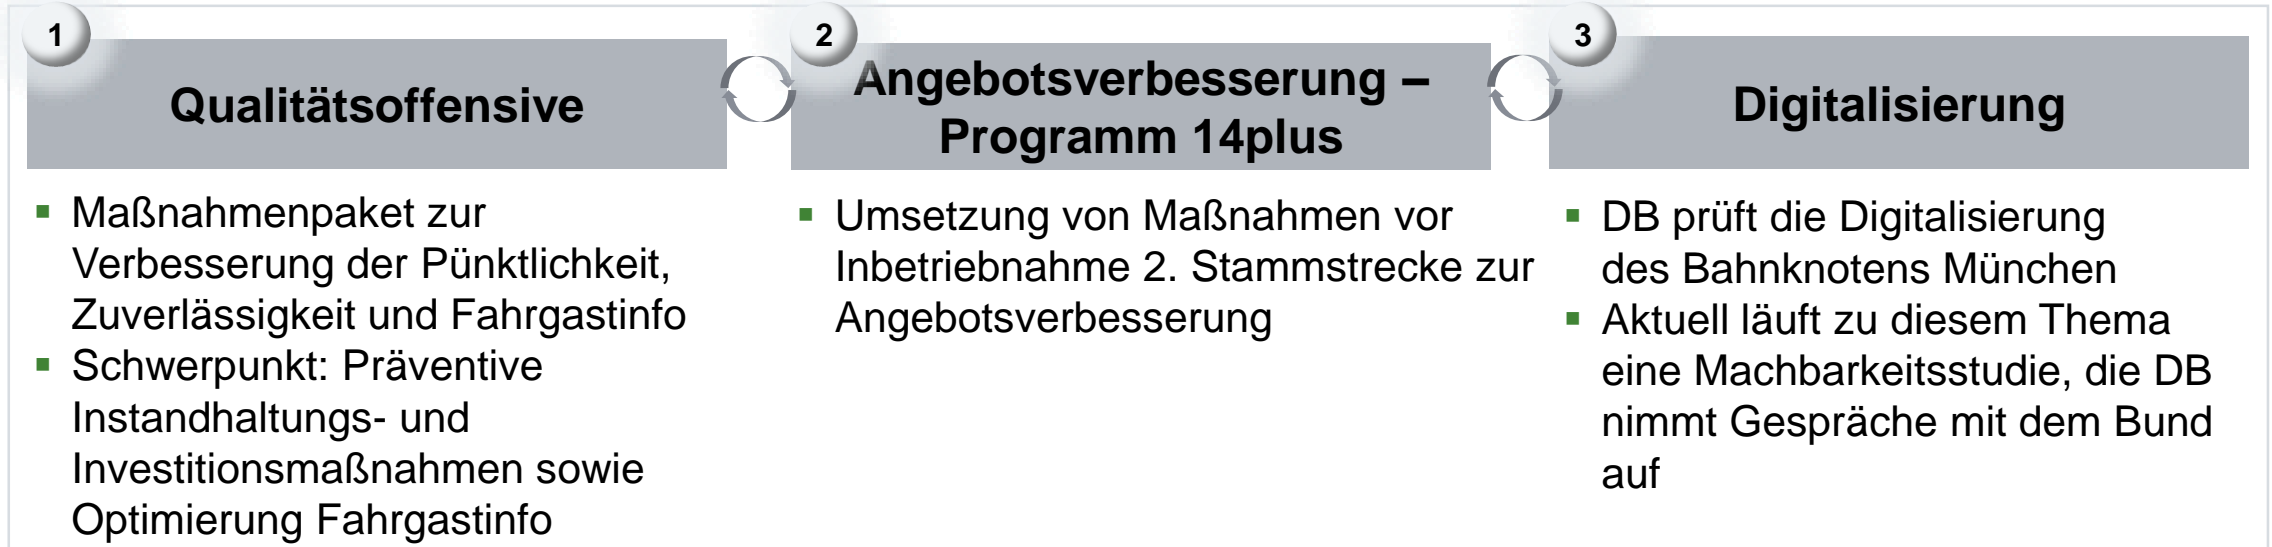 1
Qualitätsoffensive
▪ Maßnahmenpaket zur
Verbesserung der Pünktlichkeit,
Zuverlässigkeit und Fahrgastinfo
▪ Schwerpunkt: Präventive
Instandhaltungs- und
Investitionsmaßnahmen sowie
Optimierung Fahrgastinfo
2
Angebotsverbesserung –
Programm 14plus
▪ Umsetzung von Maßnahmen vor
Inbetriebnahme 2. Stammstrecke zur
Angebotsverbesserung
3
Digitalisierung
▪ DB prüft die Digitalisierung
des Bahnknotens München
▪ Aktuell läuft zu diesem Thema
eine Machbarkeitsstudie, die DB
nimmt Gespräche mit dem Bund
auf